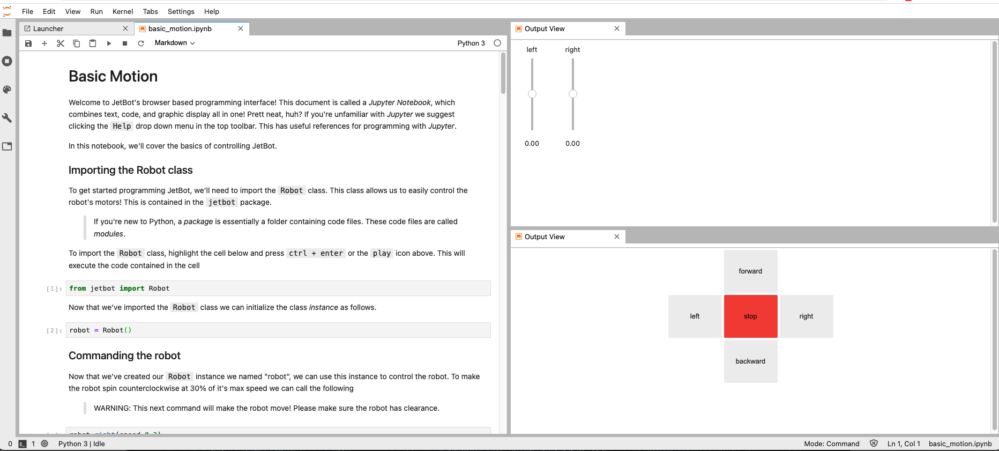 File Edit View Run Kernel Tabs Settings Help
Launcher
basic_motion.ipynb
Markdown
Python 3
Basic Motion
Welcome to JetBot's browser based programming interface! This document is called a Jupyter Notebook, which
combines text, code, and graphic display all in one! Prett neat, huh? If you're unfamiliar with Jupyter we suggest
clicking the Help drop down menu in the top toolbar. This has useful references for programming with Jupyter.
In this notebook, we'll cover the basics of controlling JetBot.
Importing the Robot class
To get started programming JetBot, we'll need to import the Robot class. This class allows us to easily control the
robot's motors! This is contained in the jetbot package.
If you're new to Python, a package is essentially a folder containing code files. These code files are called
modules.
To import the Robot class, highlight the cell below and press ctrl + enter or the play icon above. This will
execute the code contained in the cell
[1]: from jetbot import Robot
Now that we've imported the Robot class we can initialize the class instance as follows.
[2]: robot = Robot()
Commanding the robot
Now that we've created our Robot instance we named "robot", we can use this instance to control the robot. To make
the robot spin counterclockwise at 30% of it's max speed we can call the following
WARNING: This next command will make the robot move! Please make sure the robot has clearance.
Output View
left right
0.00 0.00
Output View
forward
left stop right
backward
0 1 Python 3 | Idle
Mode: Command Ln 1, Col 1 basic_motion.ipynb